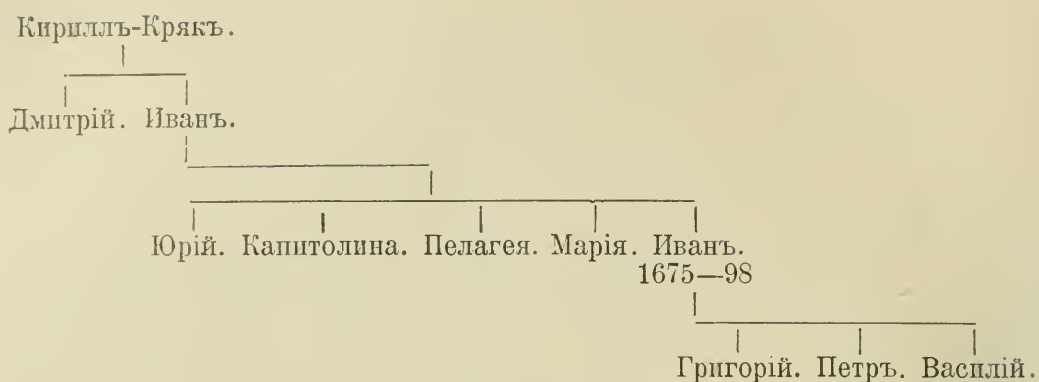 Кириллъ-Крякъ.
Дмитрій. Иванъ.
Юрій. Капитолина. Пелагея. Марія. Иванъ.
1675—98
Григорій. Петръ. Василій.